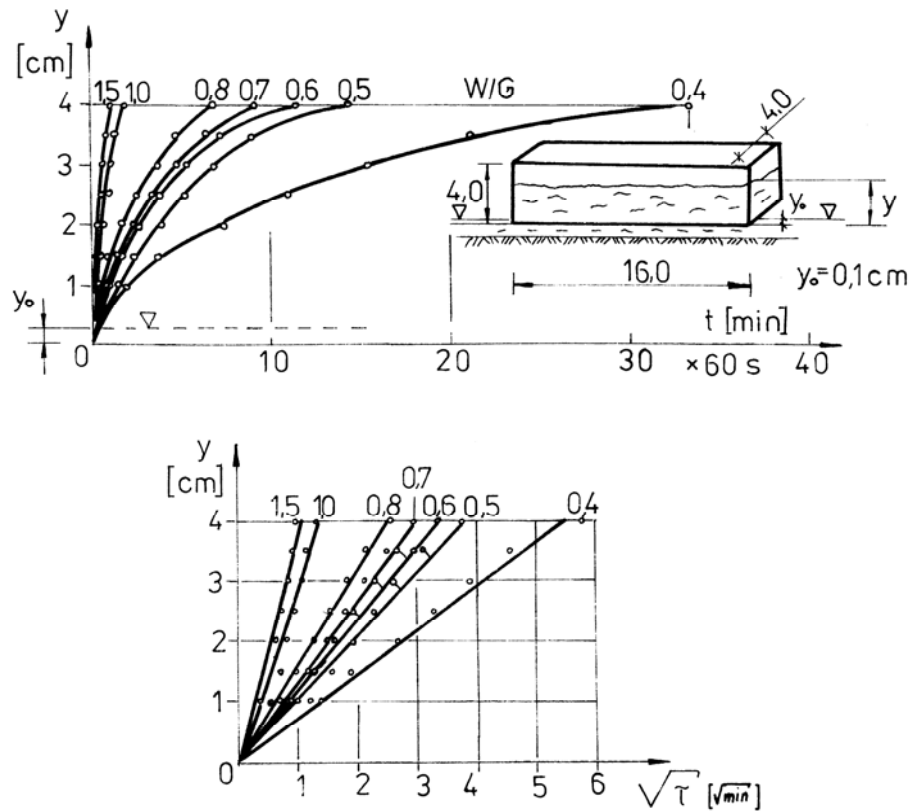 y
[cm]
1,5 1,0 0,8 0,7 0,6 0,5 W/G 0,4
4
3
2
1
y₀
0
10 20 30 ×60 s 40
t [min]
4.0
4,0
y₀
y
16,0
y₀=0,1cm
y
[cm]
0,7
1,5 1,0 0,8 0,6 0,5 0,4
4
3
2
1
0
1 2 3 4 5 6
√τ [√min]